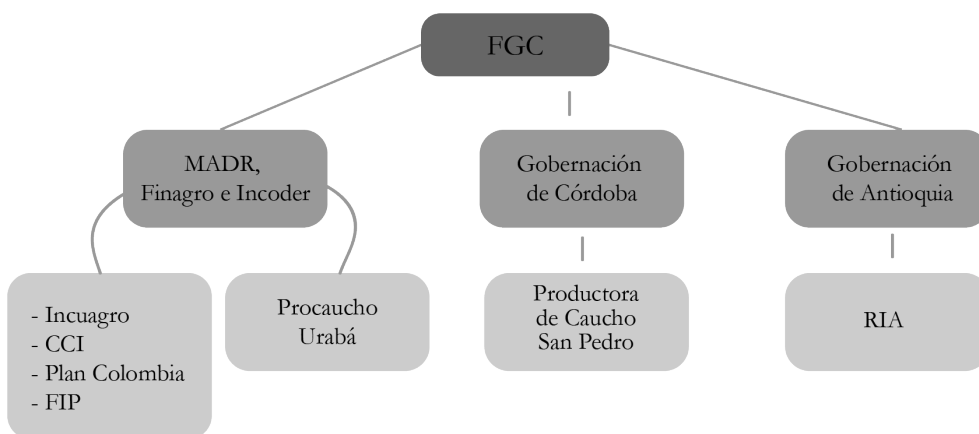 FGC
MADR,
Finagro e Incoder
Gobernación
de Córdoba
Gobernación
de Antioquia
- Incuagro
- CCI
- Plan Colombia
- FIP
Procaucho
Urabá
Productora
de Caucho
San Pedro
RIA